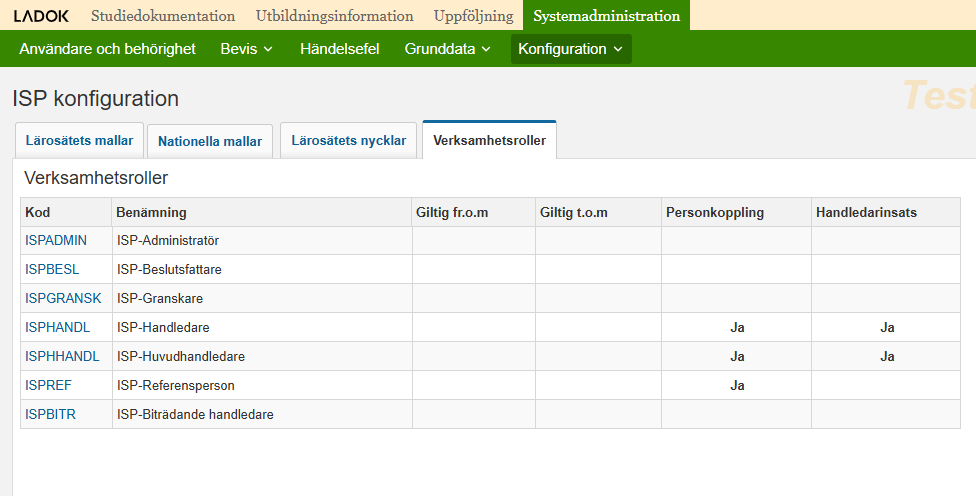 LADOK Studiedokumentation Utbildningsinformation Uppföljning Systemadministration
Användare och behörighet Bevis Händelsefel Grunddata Konfiguration
ISP konfiguration Test
Lärosätets mallar Nationella mallar Lärosätets nycklar Verksamhetsroller
Verksamhetsroller
Kod Benämning Giltig fr.o.m Giltig t.o.m Personkoppling Handledarinsats
ISPADMIN ISP-Administratör
ISPBESL ISP-Beslutsfattare
ISPGRANSK ISP-Granskare
ISPHANDL ISP-Handledare Ja Ja
ISPHHANDL ISP-Huvudhandledare Ja Ja
ISPREF ISP-Referensperson Ja
ISPBITR ISP-Biträdande handledare